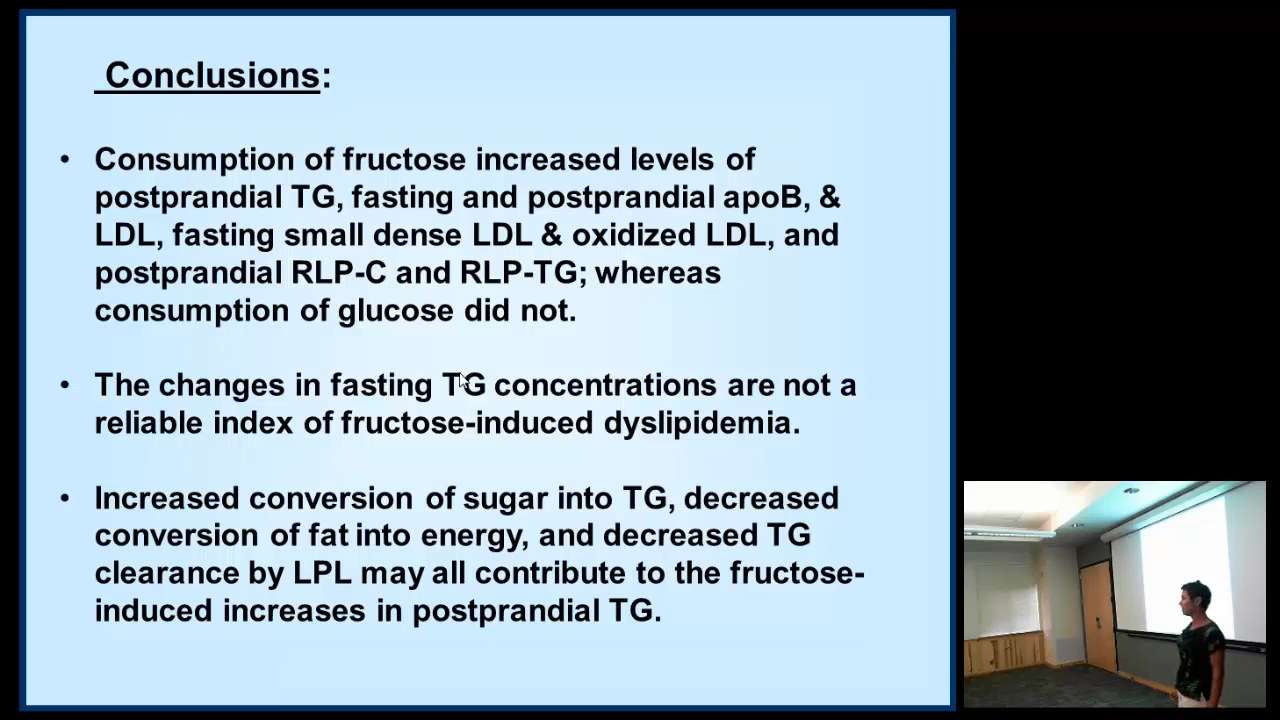 Conclusions:
• Consumption of fructose increased levels of
postprandial TG, fasting and postprandial apoB, &
LDL, fasting small dense LDL & oxidized LDL, and
postprandial RLP-C and RLP-TG; whereas
consumption of glucose did not.
• The changes in fasting TG concentrations are not a
reliable index of fructose-induced dyslipidemia.
• Increased conversion of sugar into TG, decreased
conversion of fat into energy, and decreased TG
clearance by LPL may all contribute to the fructose-
induced increases in postprandial TG.